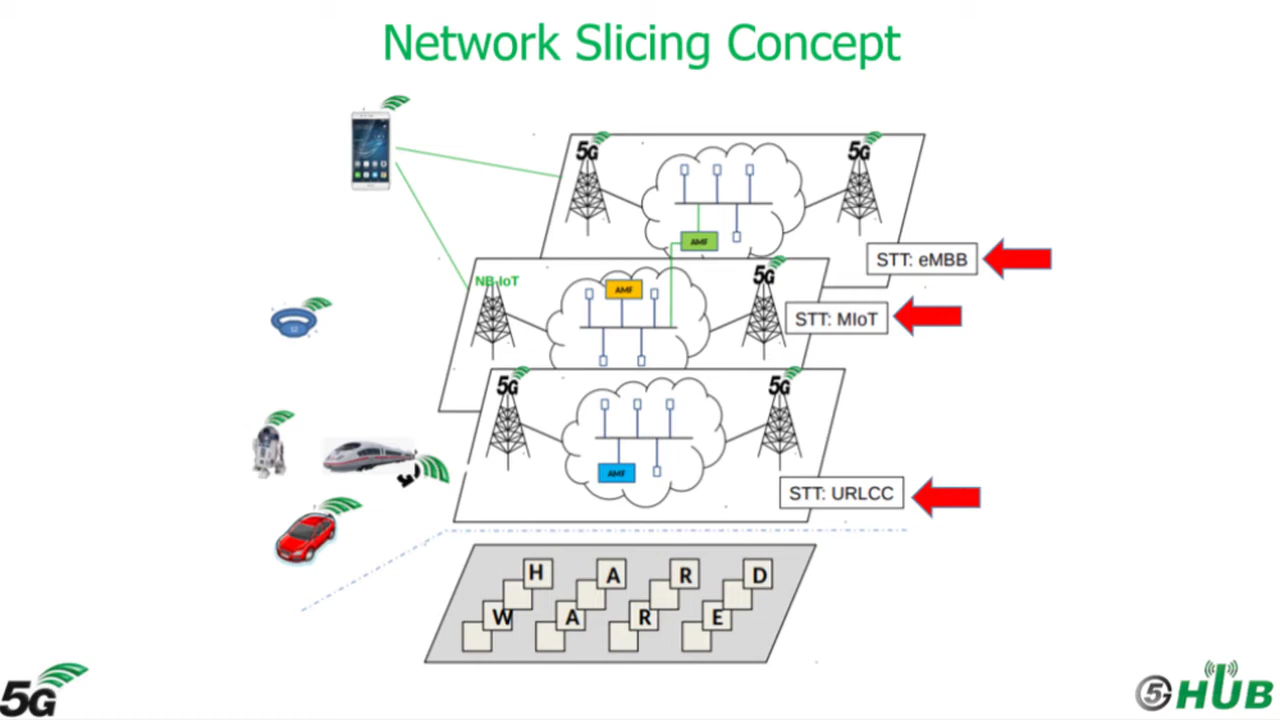 Network Slicing Concept
5G
5G
AMF
STT: eMBB
NB-IoT
AMF
5G
STT: MIoT
5G
5G
AMF
STT: URLCC
H A R D
W A R E
5G
5 HUB